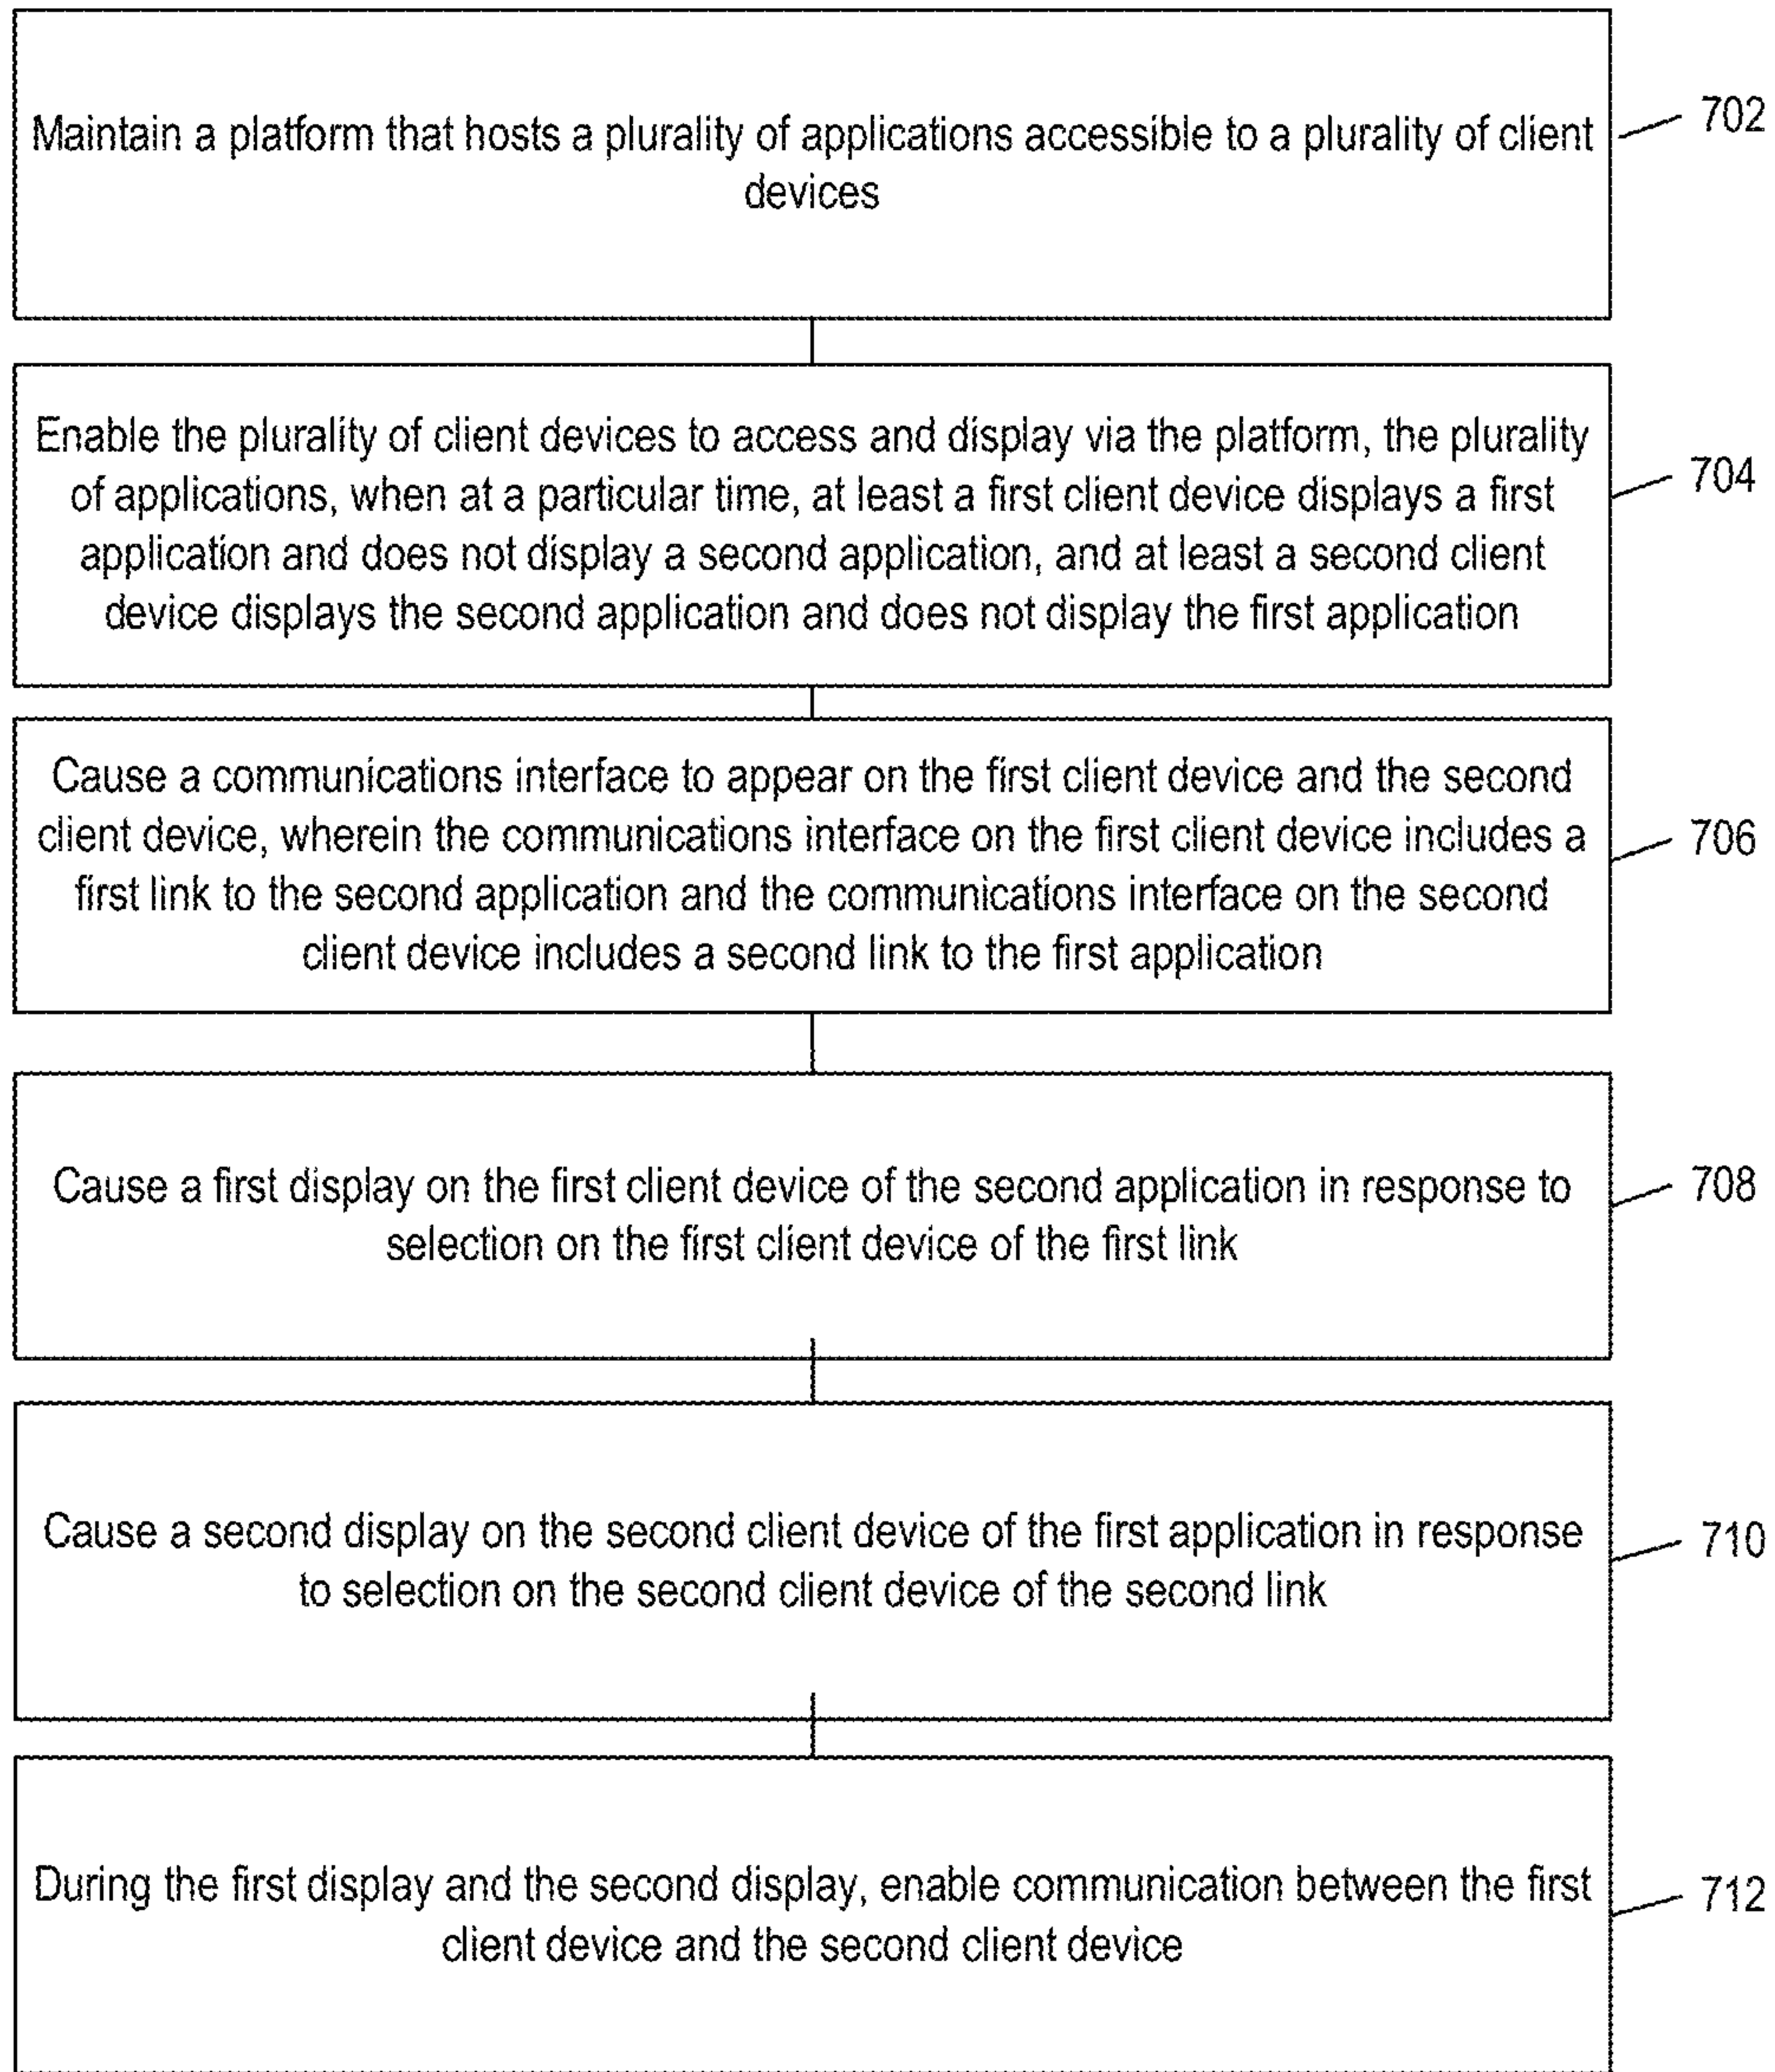 Maintain a platform that hosts a plurality of applications accessible to a plurality of client
devices
702
Enable the plurality of client devices to access and display via the platform, the plurality
of applications, when at a particular time, at least a first client device displays a first
application and does not display a second application, and at least a second client
device displays the second application and does not display the first application
704
Cause a communications interface to appear on the first client device and the second
client device, wherein the communications interface on the first client device includes a
first link to the second application and the communications interface on the second
client device includes a second link to the first application
706
Cause a first display on the first client device of the second application in response to
selection on the first client device of the first link
708
Cause a second display on the second client device of the first application in response
to selection on the second client device of the second link
710
During the first display and the second display, enable communication between the first
client device and the second client device
712